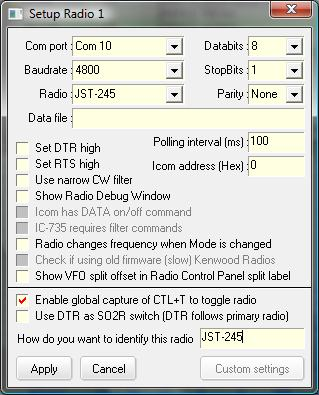 Setup Radio 1
Com port : Com 10 Databits : 8
Baudrate : 4800 StopBits : 1
Radio : JST-245 Parity : None
Data file :
Set DTR high Polling interval (ms) : 100
Set RTS high Icom address (Hex) : 0
Use narrow CW filter
Show Radio Debug Window
Icom has DATA on/off command
IC-735 requires filter commands
Radio changes frequency when Mode is changed
Check if using old firmware (slow) Kenwood Radios
Show VFO split offset in Radio Control Panel split label
Enable global capture of CTL+T to toggle radio
Use DTR as SO2R switch (DTR follows primary radio)
How do you want to identify this radio JST-245
Apply Cancel Custom settings